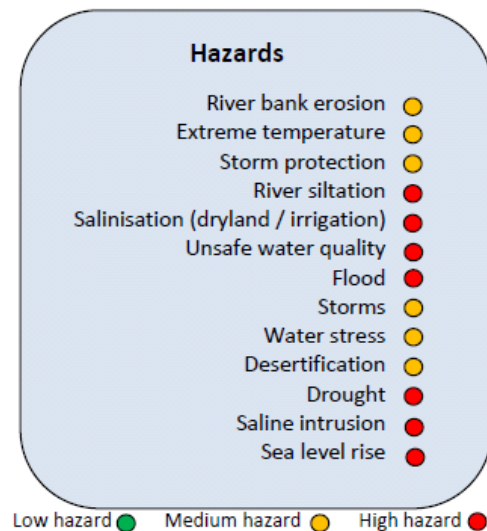 Hazards
River bank erosion
Extreme temperature
Storm protection
River siltation
Salinisation (dryland / irrigation)
Unsafe water quality
Flood
Storms
Water stress
Desertification
Drought
Saline intrusion
Sea level rise
Low hazard Medium hazard High hazard